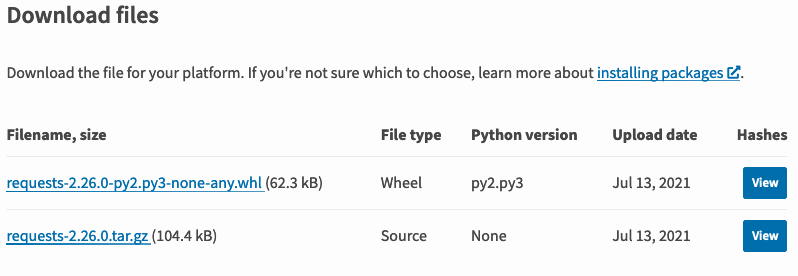 Download files
Download the file for your platform. If you're not sure which to choose, learn more about installing packages.
Filename, size File type Python version Upload date Hashes
requests-2.26.0-py2.py3-none-any.whl (62.3 kB) Wheel py2.py3 Jul 13, 2021 View
requests-2.26.0.tar.gz (104.4 kB) Source None Jul 13, 2021 View